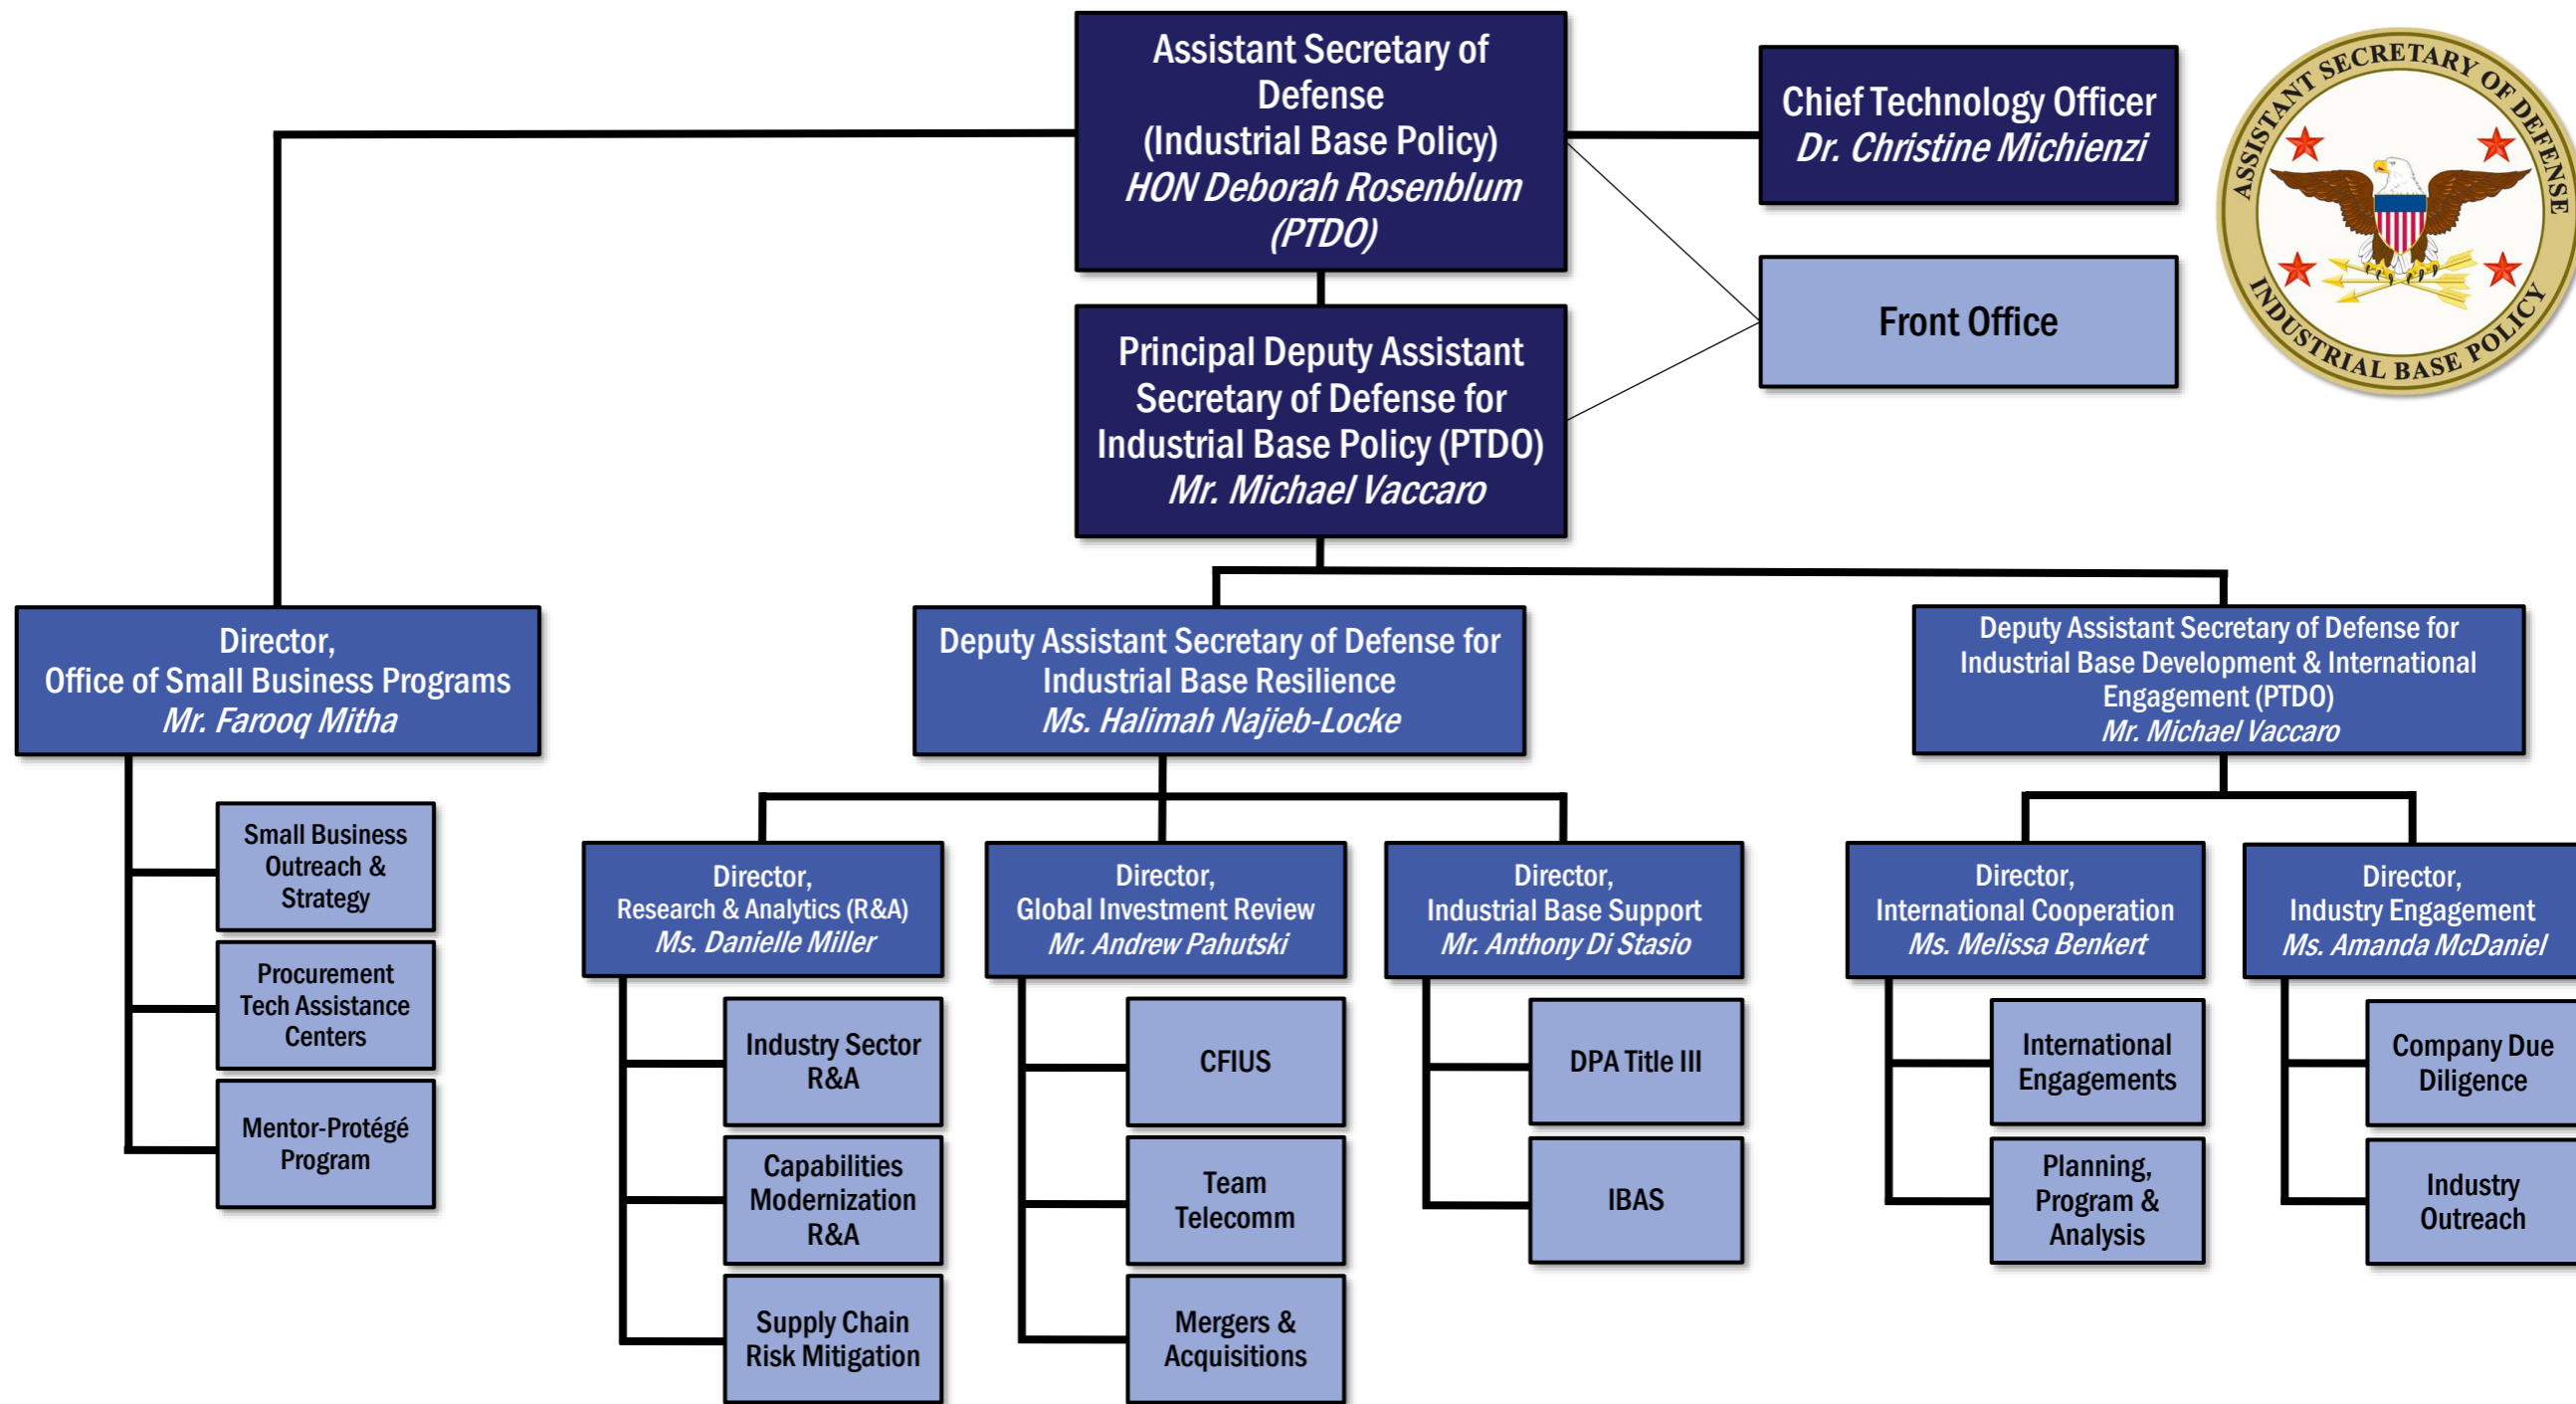 Assistant Secretary of
Defense
(Industrial Base Policy)
HON Deborah Rosenblum
(PTDO)
Chief Technology Officer
Dr. Christine Michienzi
ASSISTANT SECRETARY OF DEFENSE
INDUSTRIAL BASE POLICY
Front Office
Principal Deputy Assistant
Secretary of Defense for
Industrial Base Policy (PTDO)
Mr. Michael Vaccaro
Director,
Office of Small Business Programs
Mr. Farooq Mitha
Small Business
Outreach &
Strategy
Procurement
Tech Assistance
Centers
Mentor-Protégé
Program
Deputy Assistant Secretary of Defense for
Industrial Base Resilience
Ms. Halimah Najieb-Locke
Director,
Research & Analytics (R&A)
Ms. Danielle Miller
Industry Sector
R&A
Capabilities
Modernization
R&A
Supply Chain
Risk Mitigation
Director,
Global Investment Review
Mr. Andrew Pahutski
CFIUS
Team
Telecomm
Mergers &
Acquisitions
Director,
Industrial Base Support
Mr. Anthony Di Stasio
DPA Title III
IBAS
Deputy Assistant Secretary of Defense for
Industrial Base Development & International
Engagement (PTDO)
Mr. Michael Vaccaro
Director,
International Cooperation
Ms. Melissa Benkert
International
Engagements
Planning,
Program &
Analysis
Director,
Industry Engagement
Ms. Amanda McDaniel
Company Due
Diligence
Industry
Outreach